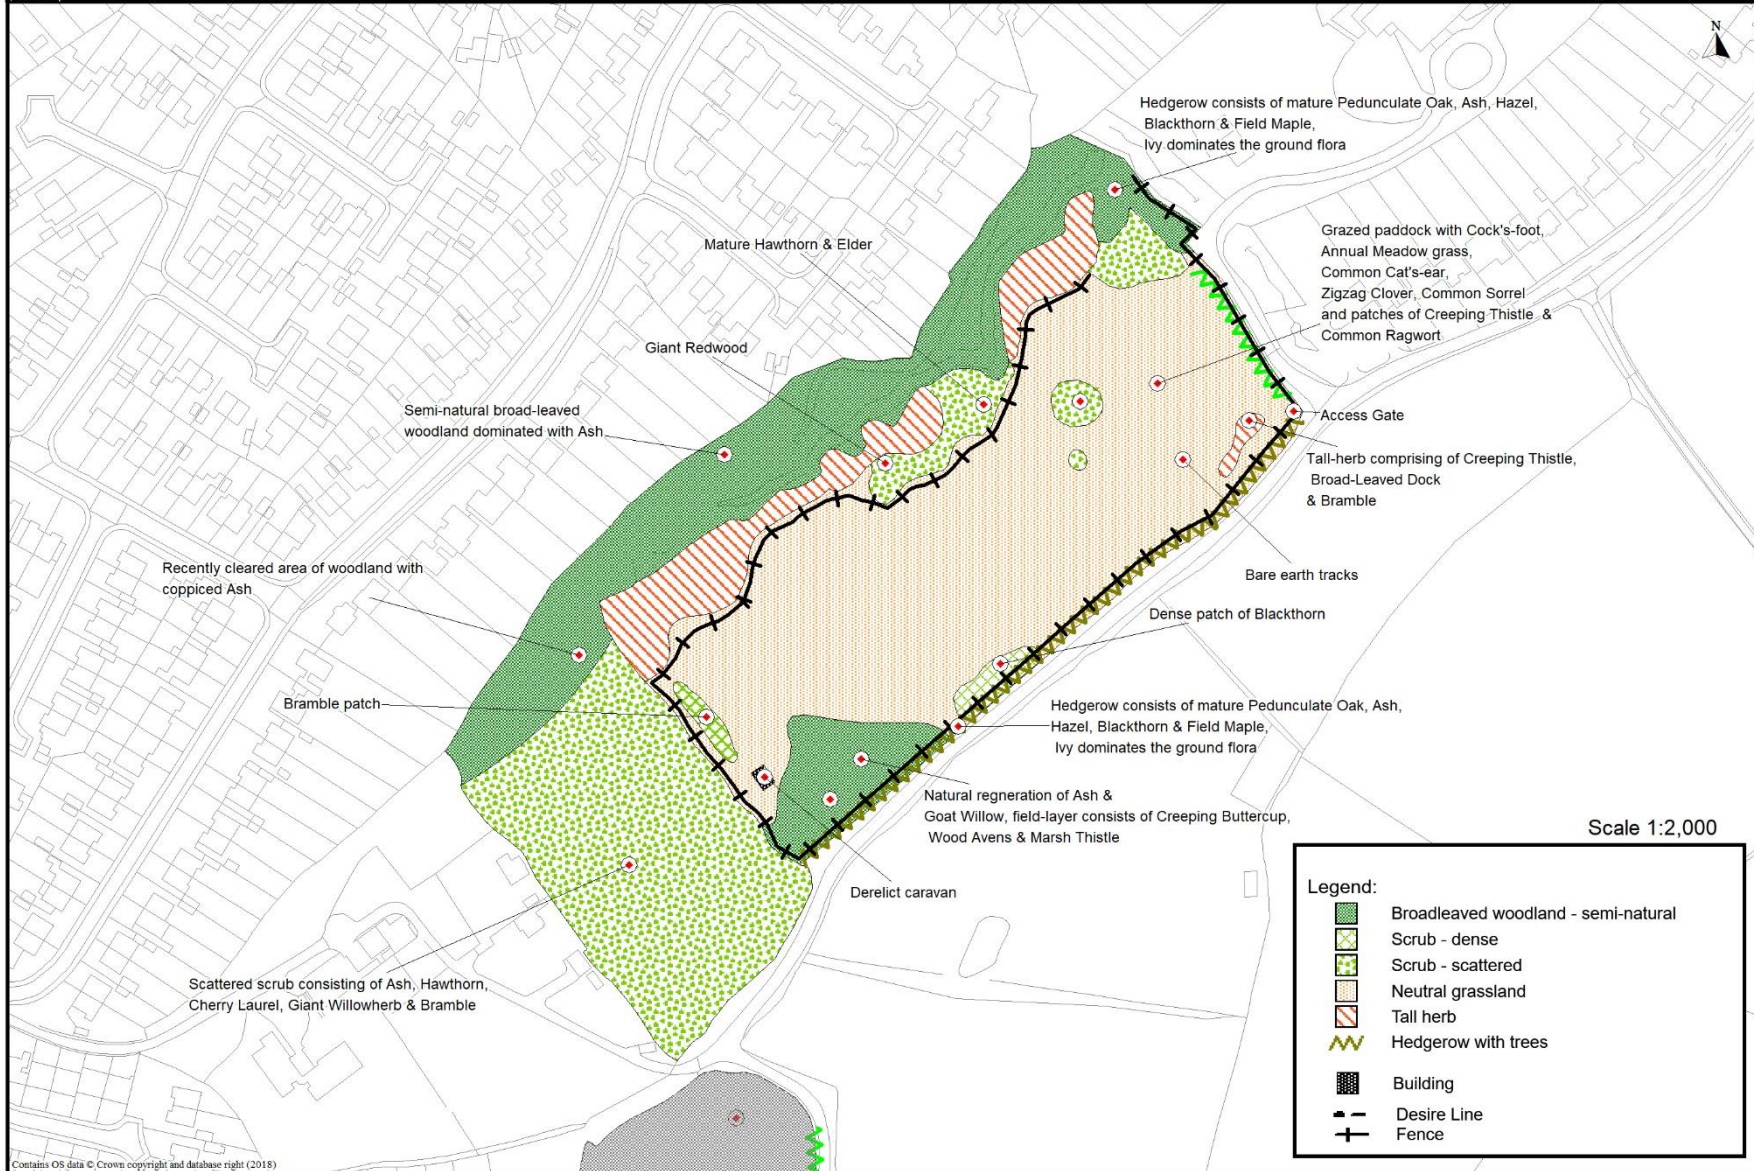 N
Hedgerow consists of mature Pedunculate Oak, Ash, Hazel,
Blackthorn & Field Maple,
Ivy dominates the ground flora
Grazed paddock with Cock's-foot,
Annual Meadow grass,
Common Cat's-ear,
Zigzag Clover, Common Sorrel
and patches of Creeping Thistle &
Common Ragwort
Mature Hawthorn & Elder
Giant Redwood
Semi-natural broad-leaved
woodland dominated with Ash
Access Gate
Tall-herb comprising of Creeping Thistle,
Broad-Leaved Dock
& Bramble
Recently cleared area of woodland with
coppiced Ash
Bare earth tracks
Dense patch of Blackthorn
Bramble patch
Hedgerow consists of mature Pedunculate Oak, Ash,
Hazel, Blackthorn & Field Maple,
Ivy dominates the ground flora
Natural regneration of Ash &
Goat Willow, field-layer consists of Creeping Buttercup,
Wood Avens & Marsh Thistle
Derelict caravan
Scattered scrub consisting of Ash, Hawthorn,
Cherry Laurel, Giant Willowherb & Bramble
Scale 1:2,000
Legend:
Broadleaved woodland - semi-natural
Scrub - dense
Scrub - scattered
Neutral grassland
Tall herb
Hedgerow with trees
Building
Desire Line
Fence
Contains OS data © Crown copyright and database right (2018)